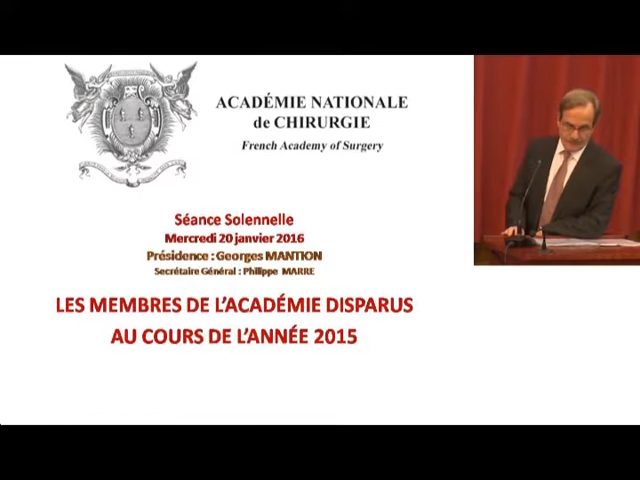 ACADÉMIE NATIONALE
de CHIRURGIE
French Academy of Surgery
Séance Solennelle
Mercredi 20 janvier 2016
Présidence : Georges MANTION
Secrétaire Général : Philippe MARRE
LES MEMBRES DE L'ACADÉMIE DISPARUS
AU COURS DE L'ANNÉE 2015